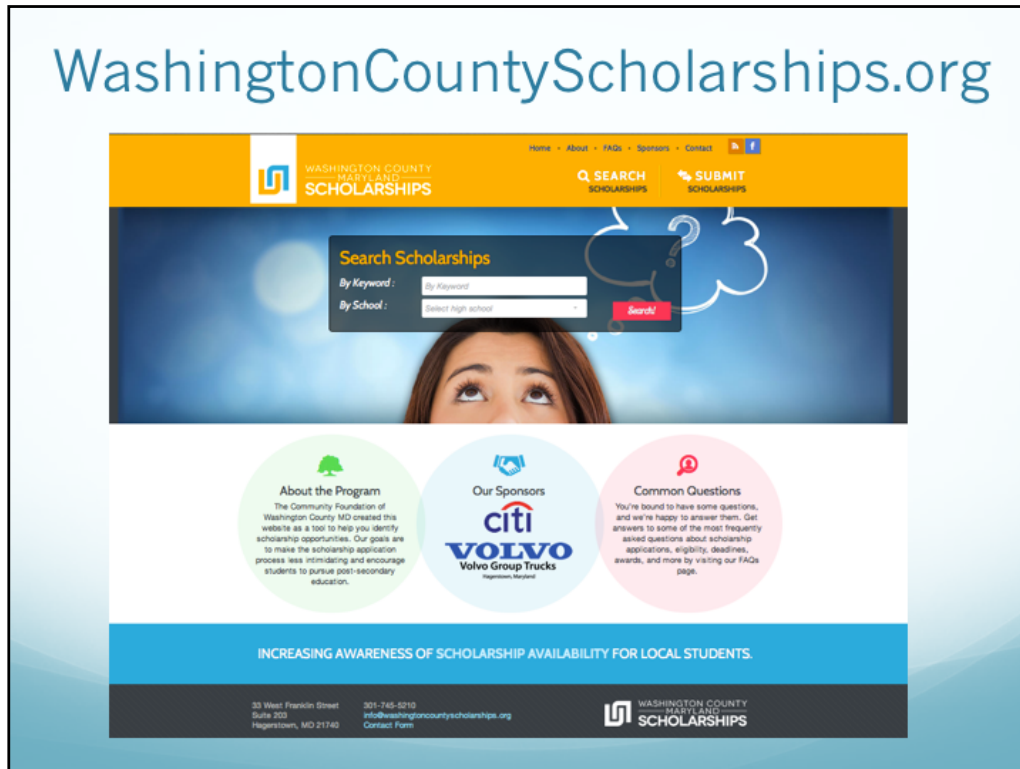 WashingtonCountyScholarships.org
Home • About • FAQs • Sponsors • Contact
WASHINGTON COUNTY
MARYLAND
SCHOLARSHIPS
SEARCH
SCHOLARSHIPS
SUBMIT
SCHOLARSHIPS
Search Scholarships
By Keyword :
By Keyword
By School :
Select high school
Search!
About the Program
The Community Foundation of
Washington County MD created this
website as a tool to help you identify
scholarship opportunities. Our goals are
to make the scholarship application
process less intimidating and encourage
students to pursue post-secondary
education.
Our Sponsors
citi
VOLVO
Volvo Group Trucks
Hagerstown, Maryland
Common Questions
You're bound to have some questions,
and we're happy to answer them. Get
answers to some of the most frequently
asked questions about scholarship
applications, eligibility, deadlines,
awards, and more by visiting our FAQs
page.
INCREASING AWARENESS OF SCHOLARSHIP AVAILABILITY FOR LOCAL STUDENTS.
33 West Franklin Street
Suite 203
Hagerstown, MD 21740
301-745-5210
info@washingtoncountyscholarships.org
Contact Form
WASHINGTON COUNTY
MARYLAND
SCHOLARSHIPS